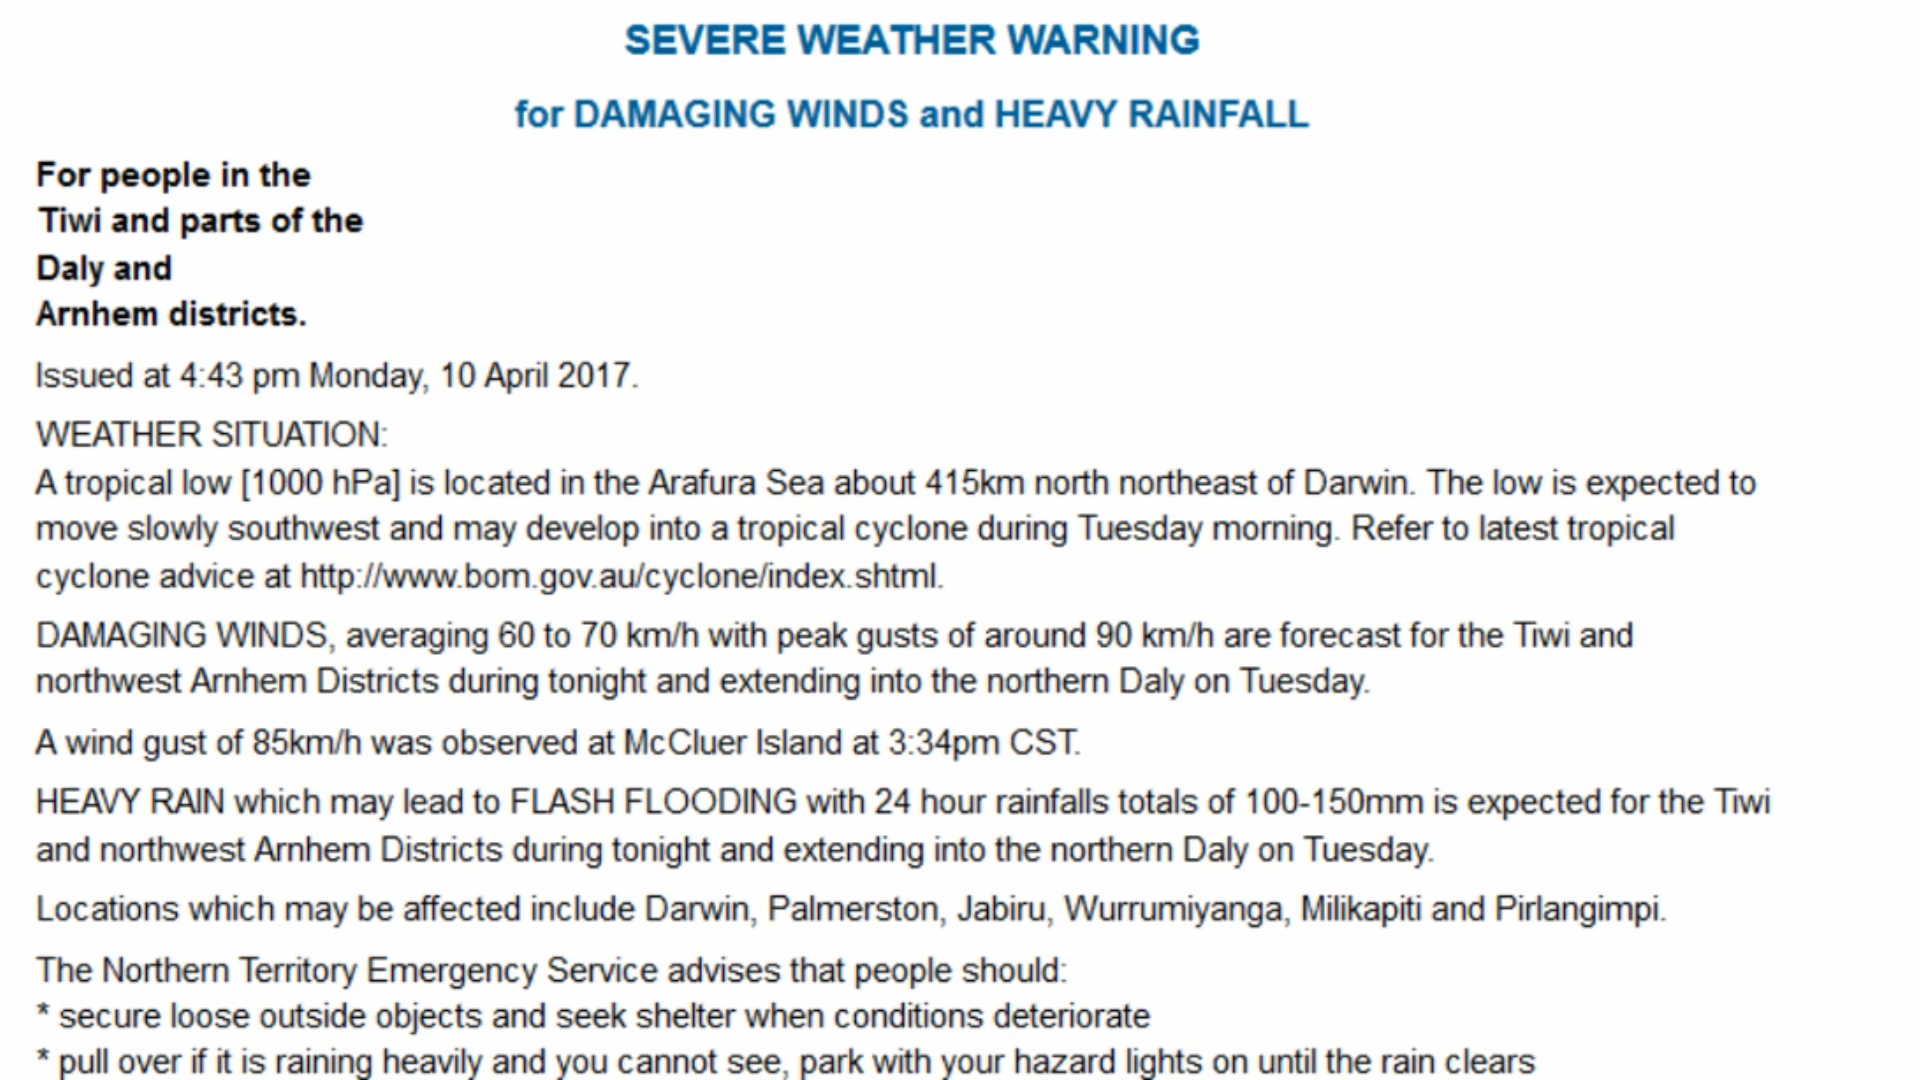 SEVERE WEATHER WARNING
for DAMAGING WINDS and HEAVY RAINFALL
For people in the
Tiwi and parts of the
Daly and
Arnhem districts.
Issued at 4:43 pm Monday, 10 April 2017.
WEATHER SITUATION:
A tropical low [1000 hPa] is located in the Arafura Sea about 415km north northeast of Darwin. The low is expected to
move slowly southwest and may develop into a tropical cyclone during Tuesday morning. Refer to latest tropical
cyclone advice at http://www.bom.gov.au/cyclone/index.shtml.
DAMAGING WINDS, averaging 60 to 70 km/h with peak gusts of around 90 km/h are forecast for the Tiwi and
northwest Arnhem Districts during tonight and extending into the northern Daly on Tuesday.
A wind gust of 85km/h was observed at McCluer Island at 3:34pm CST.
HEAVY RAIN which may lead to FLASH FLOODING with 24 hour rainfalls totals of 100-150mm is expected for the Tiwi
and northwest Arnhem Districts during tonight and extending into the northern Daly on Tuesday.
Locations which may be affected include Darwin, Palmerston, Jabiru, Wurrumiyanga, Milikapiti and Pirlangimpi.
The Northern Territory Emergency Service advises that people should:
* secure loose outside objects and seek shelter when conditions deteriorate
* pull over if it is raining heavily and you cannot see, park with your hazard lights on until the rain clears